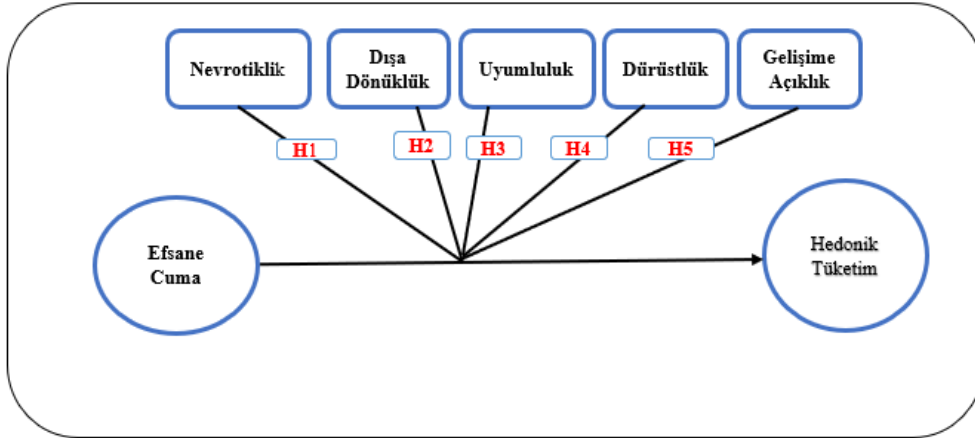 Nevrotiklik
Dışa
Dönüklük
Uyumluluk
Dürüstlük
Gelişime
Açıklık
H1
H2
H3
H4
H5
Efsane
Cuma
Hedonik
Tüketim